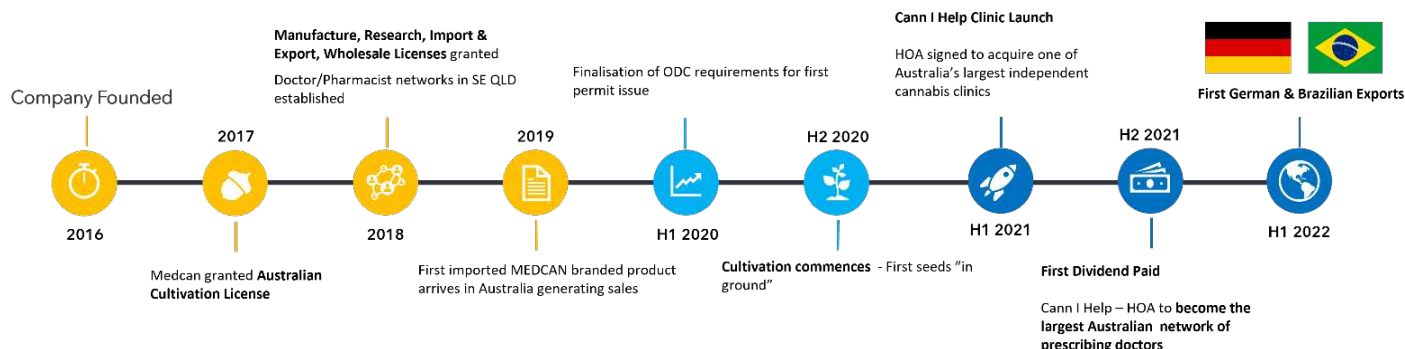 Company Founded
2016
2017
Medcan granted Australian
Cultivation License
Manufacture, Research, Import &
Export, Wholesale Licenses granted
Doctor/Pharmacist networks in SE QLD
established
2018
2019
First imported MEDCAN branded product
arrives in Australia generating sales
Finalisation of ODC requirements for first
permit issue
H1 2020
H2 2020
Cultivation commences - First seeds "in
ground"
Cann I Help Clinic Launch
HOA signed to acquire one of
Australia's largest independent
cannabis clinics
H1 2021
H2 2021
First Dividend Paid
Cann I Help – HOA to become the
largest Australian network of
prescribing doctors
First German & Brazilian Exports
H1 2022